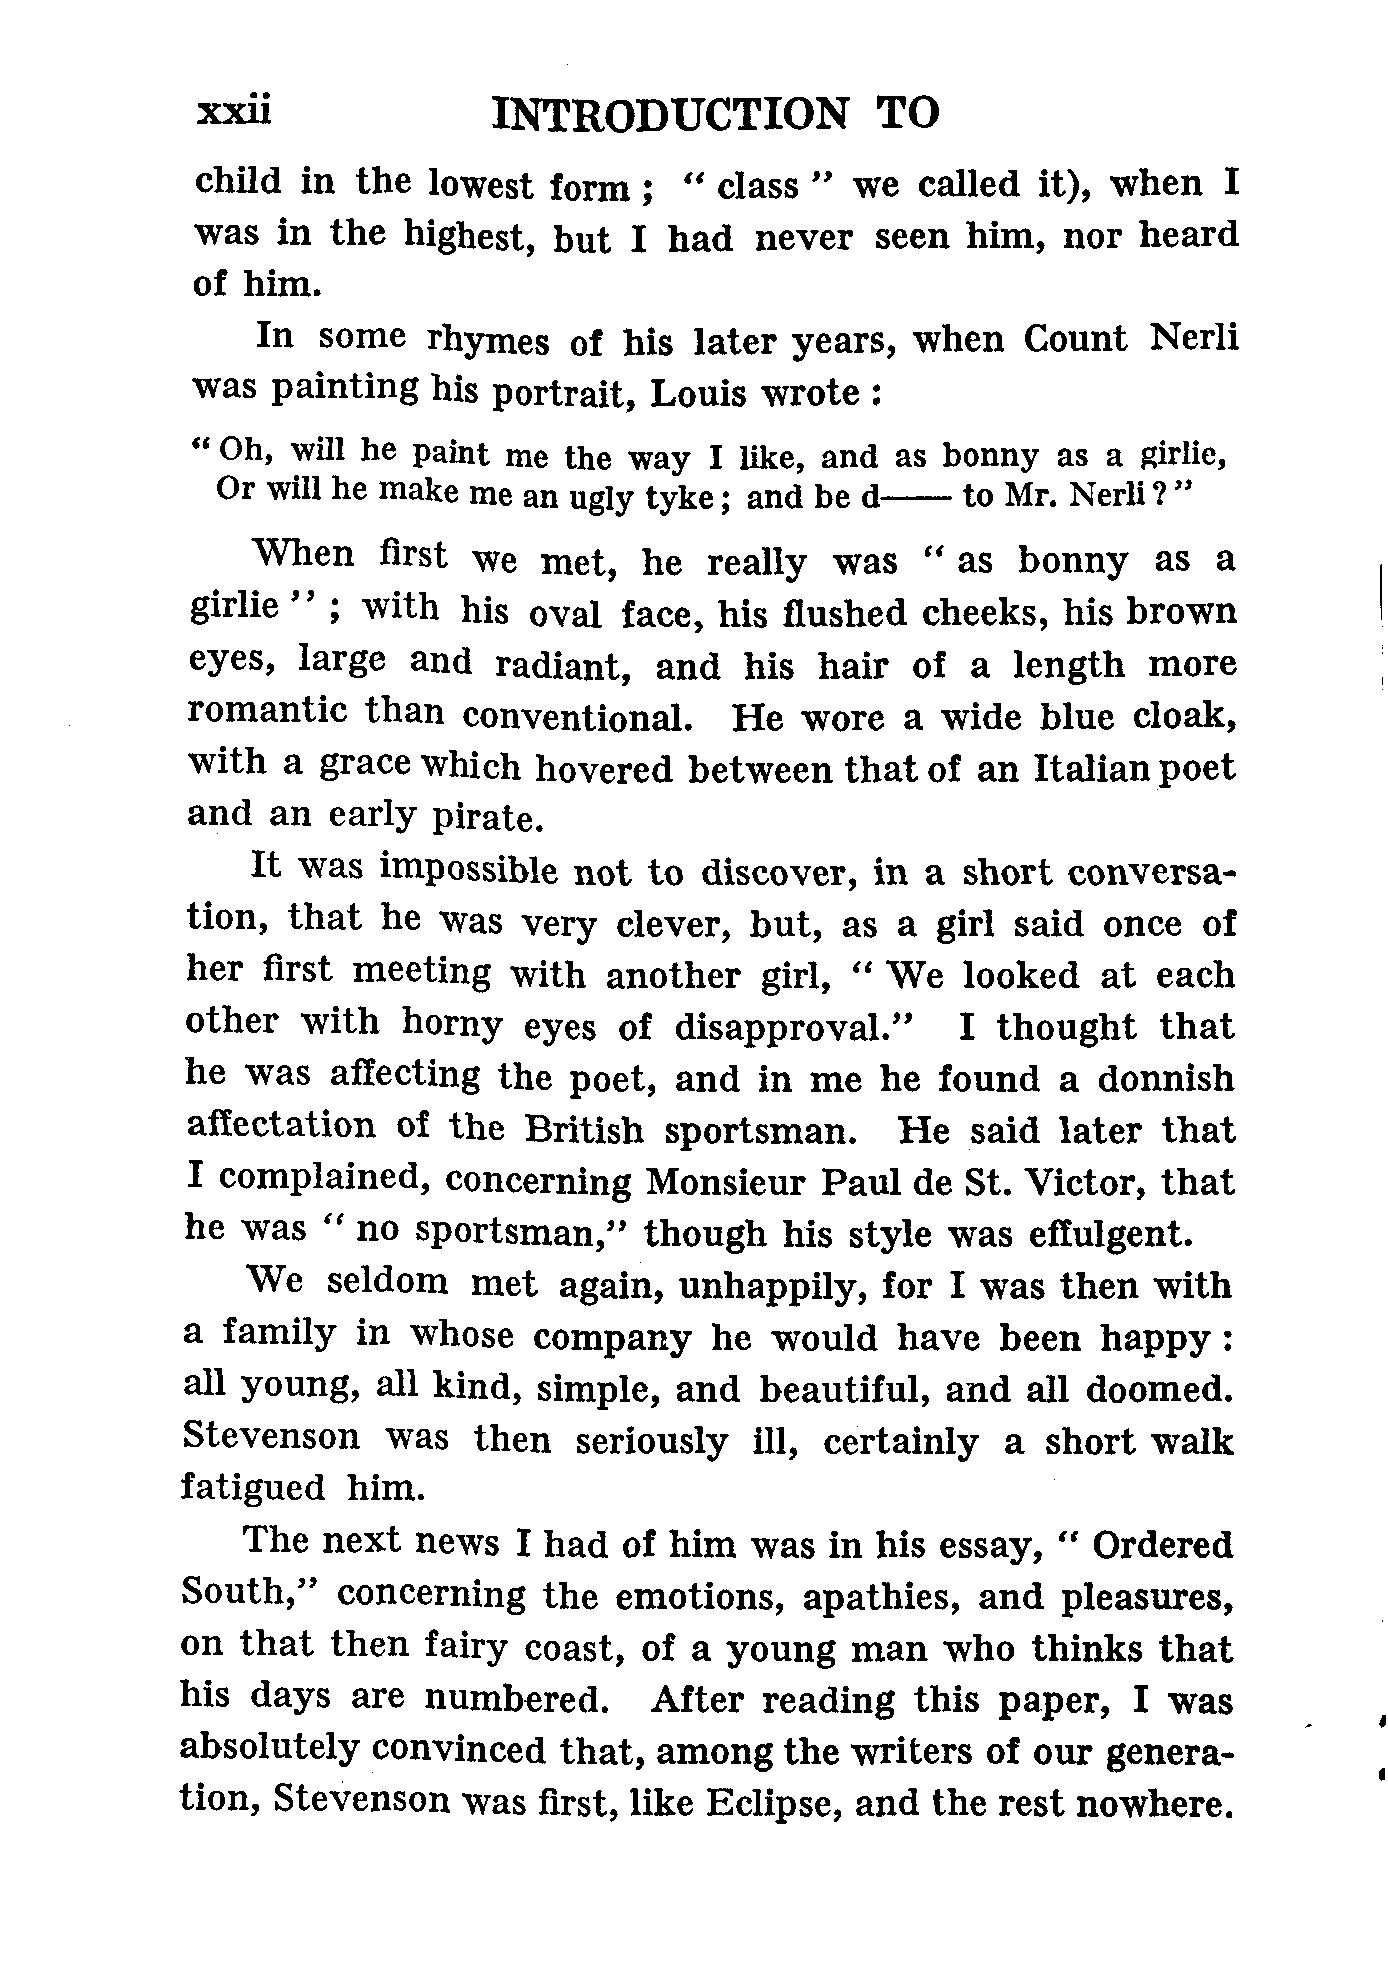 xxii INTRODUCTION TO
child in the lowest form ; “ class ” we called it), when I
was in the highest, but I had never seen him, nor heard
of him.
In some rhymes of his later years, when Count Nerli
was painting his portrait, Louis wrote :
“ Oh, will he paint me the way I like, and as bonny as a girlie,
Or will he make me an ugly tyke ; and be d—— to Mr. Nerli ? ”
When first we met, he really was “ as bonny as a
girlie ” ; with his oval face, his flushed cheeks, his brown
eyes, large and radiant, and his hair of a length more
romantic than conventional. He wore a wide blue cloak,
with a grace which hovered between that of an Italian poet
and an early pirate.
It was impossible not to discover, in a short conversa-
tion, that he was very clever, but, as a girl said once of
her first meeting with another girl, “ We looked at each
other with horny eyes of disapproval.” I thought that
he was affecting the poet, and in me he found a donnish
affectation of the British sportsman. He said later that
I complained, concerning Monsieur Paul de St. Victor, that
he was “ no sportsman,” though his style was effulgent.
We seldom met again, unhappily, for I was then with
a family in whose company he would have been happy :
all young, all kind, simple, and beautiful, and all doomed.
Stevenson was then seriously ill, certainly a short walk
fatigued him.
The next news I had of him was in his essay, “ Ordered
South,” concerning the emotions, apathies, and pleasures,
on that then fairy coast, of a young man who thinks that
his days are numbered. After reading this paper, I was
absolutely convinced that, among the writers of our genera-
tion, Stevenson was first, like Eclipse, and the rest nowhere.